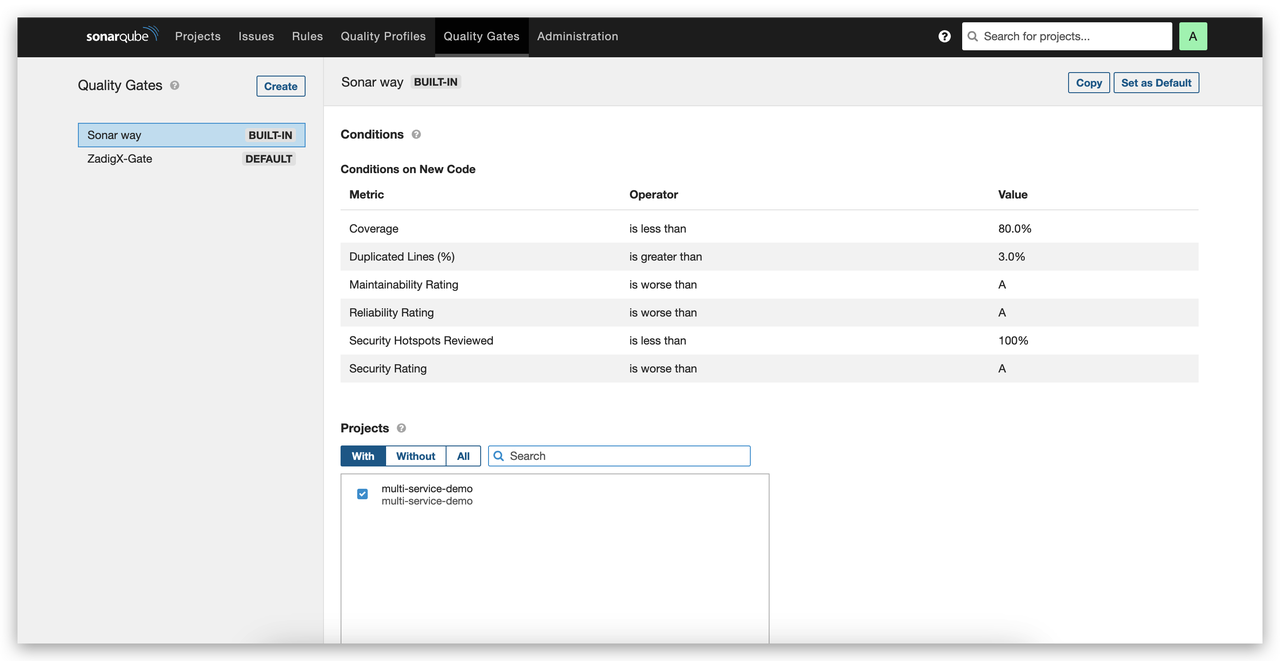 sonarqube Projects Issues Rules Quality Profiles Quality Gates Administration ? Search for projects... A
Quality Gates ? Create
Sonar way BUILT-IN
ZadigX-Gate DEFAULT
Sonar way BUILT-IN Copy Set as Default
Conditions ?
Conditions on New Code
Metric Operator Value
Coverage is less than 80.0%
Duplicated Lines (%) is greater than 3.0%
Maintainability Rating is worse than A
Reliability Rating is worse than A
Security Hotspots Reviewed is less than 100%
Security Rating is worse than A
Projects ?
With Without All Search
multi-service-demo
multi-service-demo